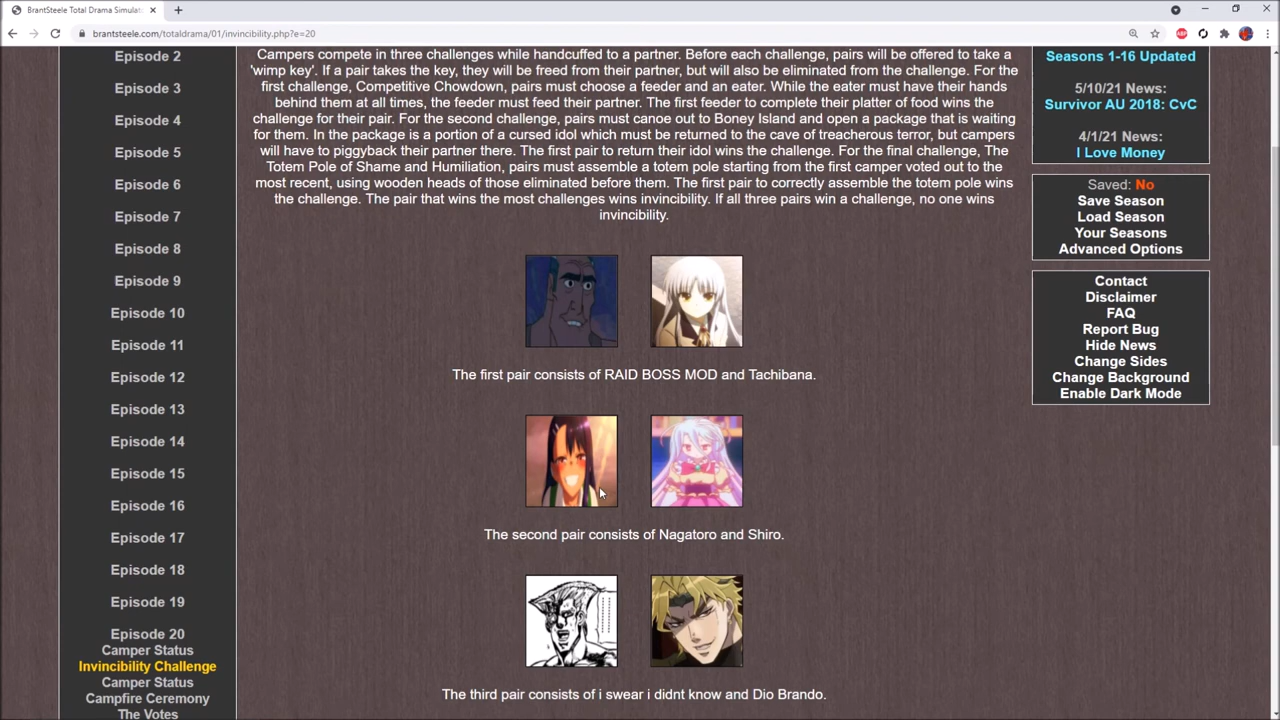 BrantSteele Total Drama Simulat
brantsteele.com/totaldrama/01/invincibility.php?e=20
ABP
Episode 2
Episode 3
Episode 4
Episode 5
Episode 6
Episode 7
Episode 8
Episode 9
Episode 10
Episode 11
Episode 12
Episode 13
Episode 14
Episode 15
Episode 16
Episode 17
Episode 18
Episode 19
Episode 20
Camper Status
Invincibility Challenge
Camper Status
Campfire Ceremony
The Votes
Campers compete in three challenges while handcuffed to a partner. Before each challenge, pairs will be offered to take a
'wimp key'. If a pair takes the key, they will be freed from their partner, but will also be eliminated from the challenge. For the
first challenge, Competitive Chowdown, pairs must choose a feeder and an eater. While the eater must have their hands
behind them at all times, the feeder must feed their partner. The first feeder to complete their platter of food wins the
challenge for their pair. For the second challenge, pairs must canoe out to Boney Island and open a package that is waiting
for them. In the package is a portion of a cursed idol which must be returned to the cave of treacherous terror, but campers
will have to piggyback their partner there. The first pair to return their idol wins the challenge. For the final challenge, The
Totem Pole of Shame and Humiliation, pairs must assemble a totem pole starting from the first camper voted out to the
most recent, using wooden heads of those eliminated before them. The first pair to correctly assemble the totem pole wins
the challenge. The pair that wins the most challenges wins invincibility. If all three pairs win a challenge, no one wins
invincibility.
The first pair consists of RAID BOSS MOD and Tachibana.
The second pair consists of Nagatoro and Shiro.
The third pair consists of i swear i didnt know and Dio Brando.
Seasons 1-16 Updated
5/10/21 News:
Survivor AU 2018: CvC
4/1/21 News:
I Love Money
Saved: No
Save Season
Load Season
Your Seasons
Advanced Options
Contact
Disclaimer
FAQ
Report Bug
Hide News
Change Sides
Change Background
Enable Dark Mode